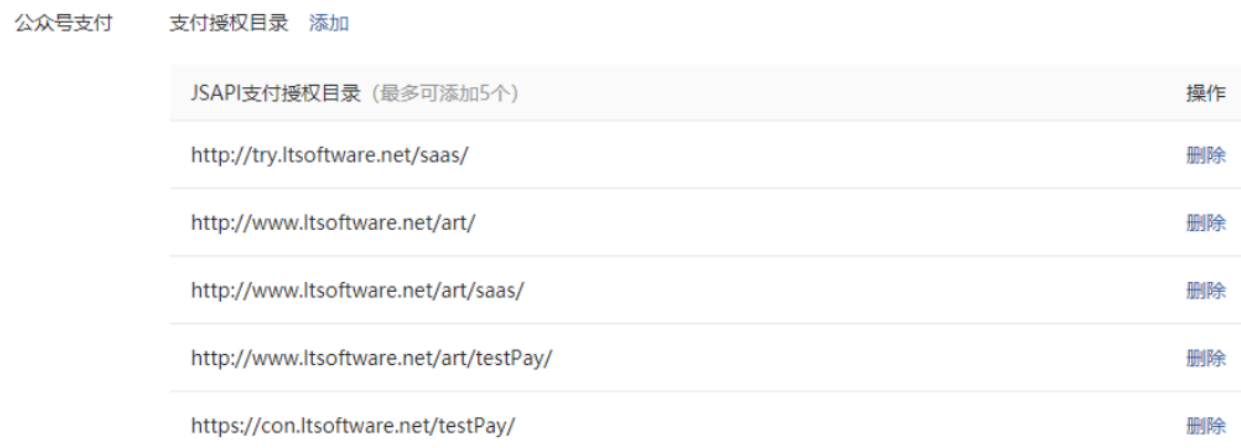 公众号支付 支付授权目录 添加
JSAPI支付授权目录（最多可添加5个） 操作
http://try.ltsoftware.net/saas/ 删除
http://www.ltsoftware.net/art/ 删除
http://www.ltsoftware.net/art/saas/ 删除
http://www.ltsoftware.net/art/testPay/ 删除
https://con.ltsoftware.net/testPay/ 删除